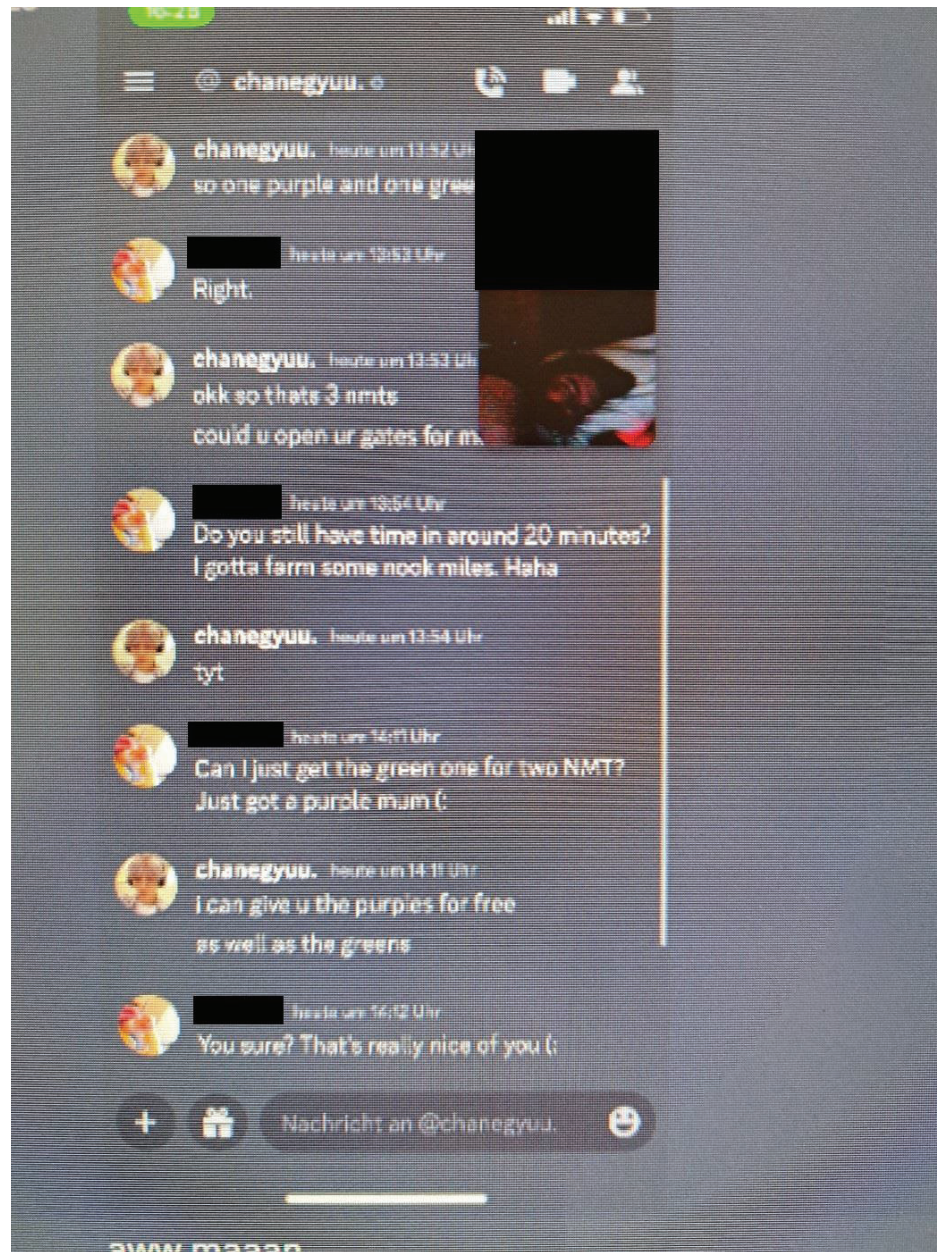 16:25
@ chanegyuu.
chanegyuu. heute um 13:52 Uh
so one purple and one gree
heute um 13:53 Uhr
Right.
chanegyuu. heute um 13:53 Uh
okk so thats 3 nmts
could u open ur gates for m
heute um 13:54 Uhr
Do you still have time in around 20 minutes?
I gotta farm some nook miles. Haha
chanegyuu. heute um 13:54 Uhr
tyt
heute um 14:11 Uhr
Can I just get the green one for two NMT?
Just got a purple mum (:
chanegyuu. heute um 14:11 Uhr
i can give u the purples for free
as well as the greens
heute um 14:12 Uhr
You sure? That's really nice of you (:
Nachricht an @chanegyuu.
aww maaan